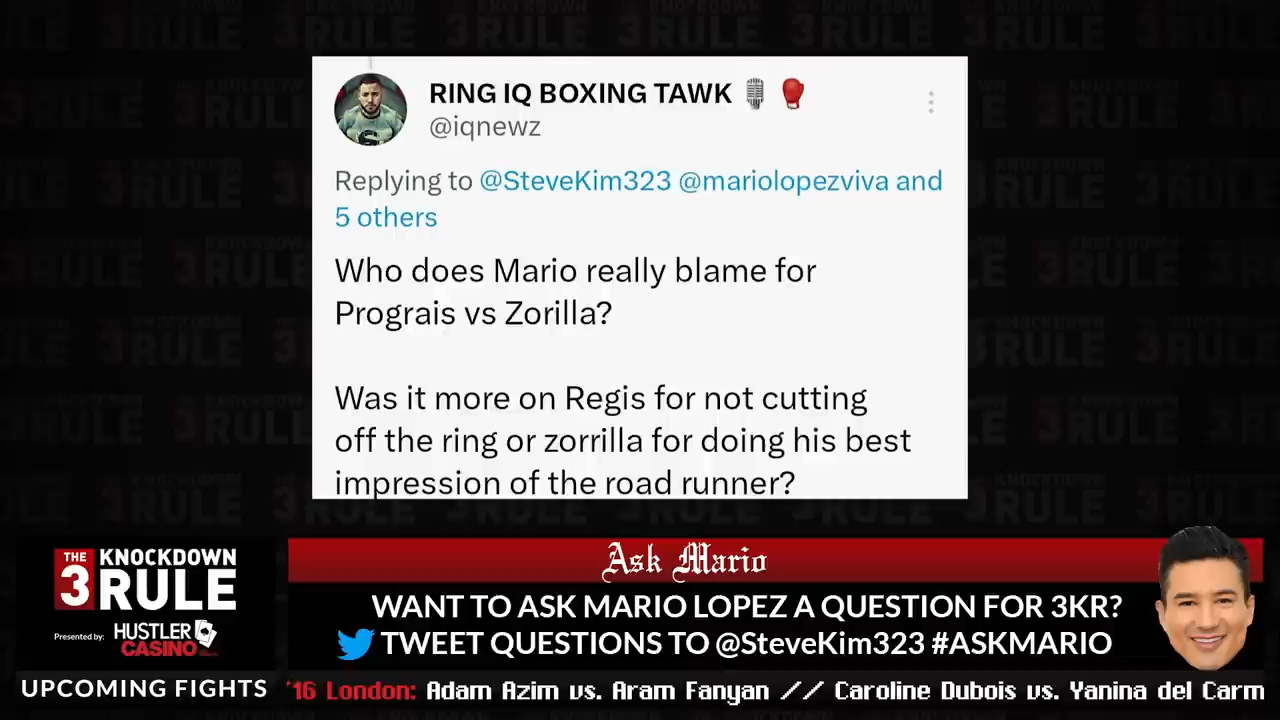 RING IQ BOXING TAWK 🎙️ 🥊
@iqnewz
Replying to @SteveKim323 @mariolopezviva and
5 others
Who does Mario really blame for
Prograis vs Zorilla?
Was it more on Regis for not cutting
off the ring or zorrilla for doing his best
impression of the road runner?
THE
3 KNOCKDOWN
RULE
Presented by: HUSTLER
CASINO
Ask Mario
WANT TO ASK MARIO LOPEZ A QUESTION FOR 3KR?
TWEET QUESTIONS TO @SteveKim323 #ASKMARIO
UPCOMING FIGHTS
'16 London: Adam Azim vs. Aram Fanyan // Caroline Dubois vs. Yanina del Carm